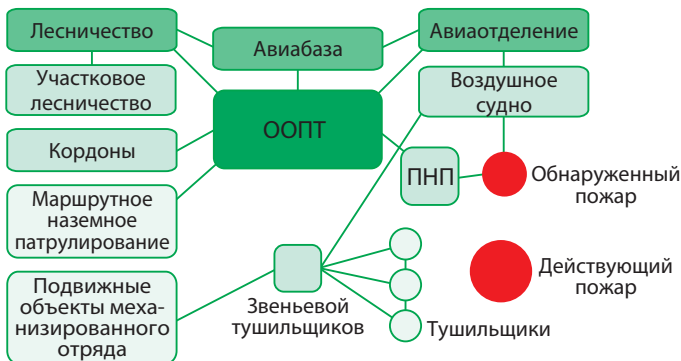 Лесничество
Авиабаза
Авиаотделение
Участковое
лесничество
Воздушное
судно
ООПТ
Кордоны
ПНП
Обнаруженный
пожар
Маршрутное
наземное
патрулирование
Подвижные
объекты меха-
низированного
отряда
Звеньевой
тушильщиков
Тушильщики
Действующий
пожар